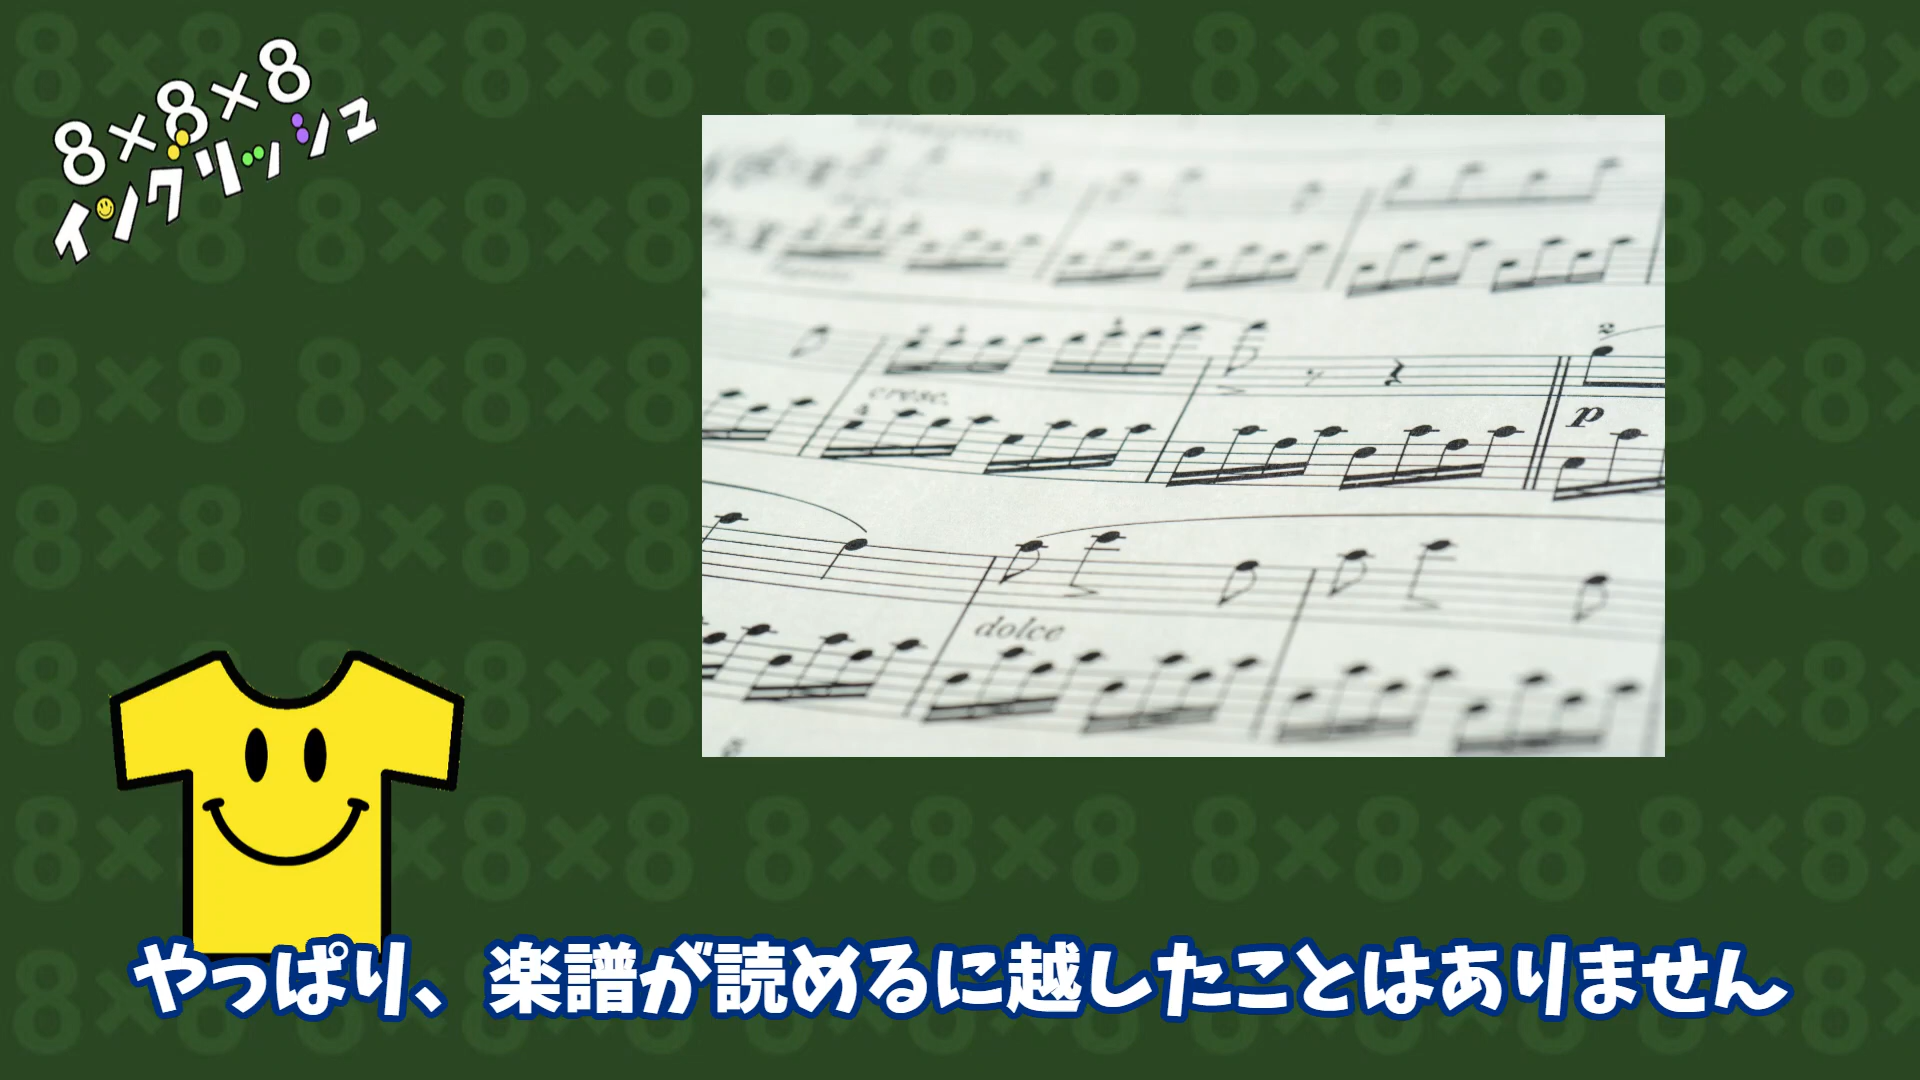 8×8×8
イングリッシュ
cresc.
p
dolce
やっぱり、楽譜が読めるに越したことはありません